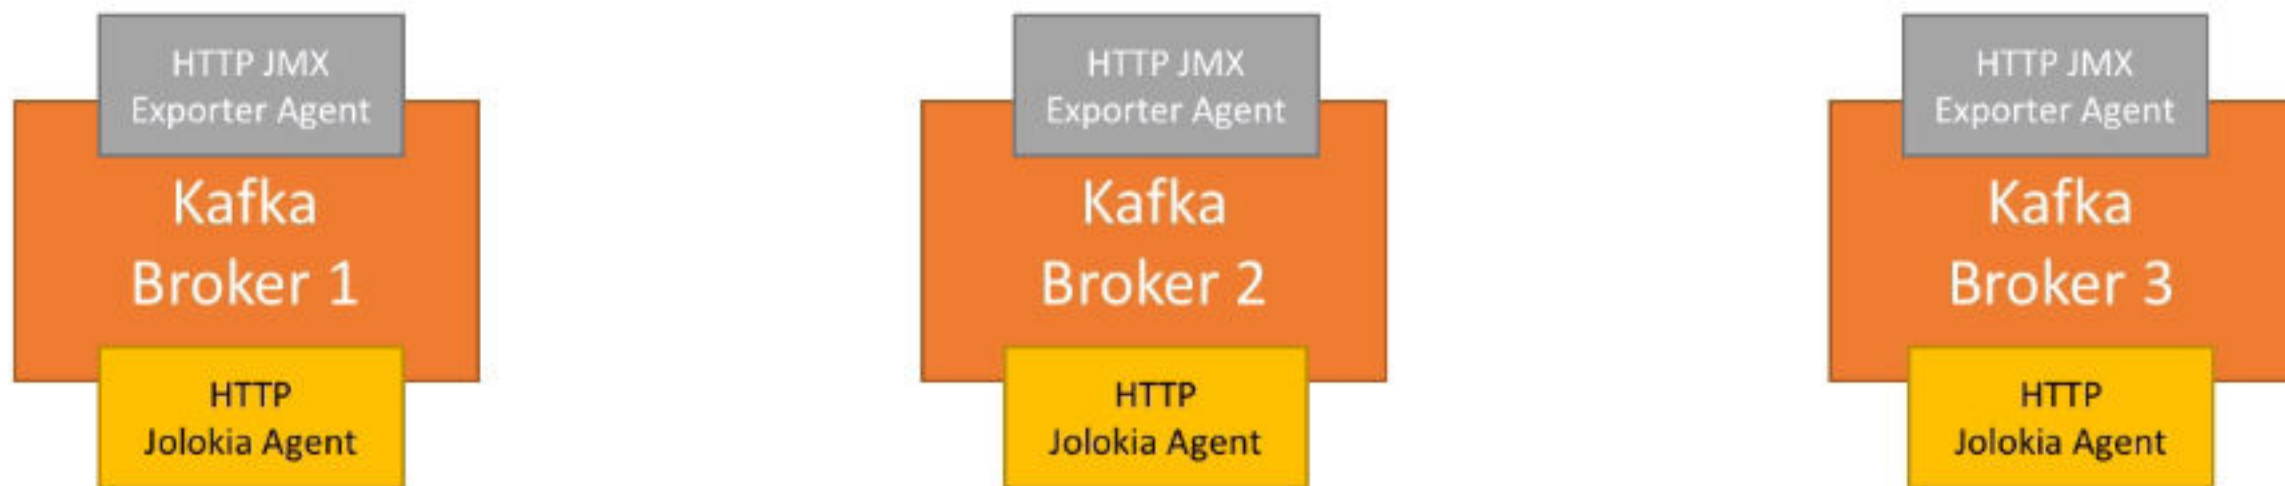 HTTP JMX
Exporter Agent
Kafka
Broker 1
HTTP
Jolokia Agent
HTTP JMX
Exporter Agent
Kafka
Broker 2
HTTP
Jolokia Agent
HTTP JMX
Exporter Agent
Kafka
Broker 3
HTTP
Jolokia Agent